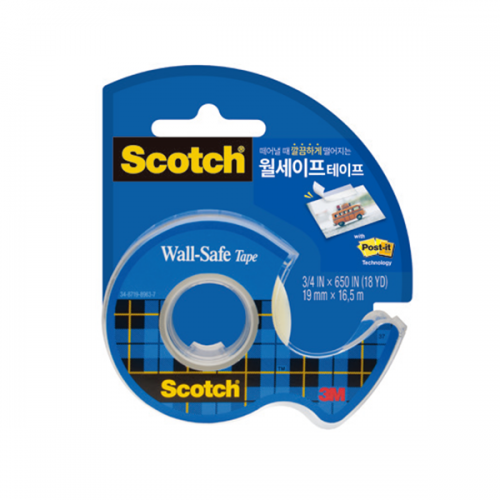 Scotch
떼어낼 때 깔끔하게 떨어지는
월세이프 테이프
with
Post-it
Technology
Wall-Safe Tape
3/4 IN × 650 IN (18 YD)
19 mm × 16,5 m
Scotch
3M